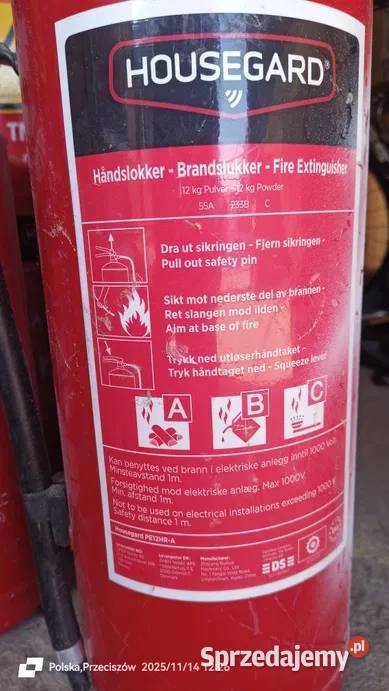 HOUSEGARD
Håndslokker - Brandslukker - Fire Extinguisher
12 kg Pulver - 12 kg Powder
55A 233B C
Dra ut sikringen - Fjern sikringen -
Pull out safety pin
Sikt mot nederste del av brannen -
Ret slangen mod ilden -
Aim at base of fire
Trykk ned utløserhåndtaket -
Tryk håndtaget ned - Squeeze lever
A B C
Kan benyttes ved brann i elektriske anlegg inntil 1000 Volt
Minsteavstand 1m.
Forsigtighed mod elektriske anlæg. Max 1000V.
Min. afstand 1m.
Not to be used on electrical installations exceeding 1000 V.
Safety distance 1 m.
Housegard PE12HR-A
Manufacturer:
Denmark
EDS
Polska,Przeciszów 2025/11/14
Sprzedajemy.pl